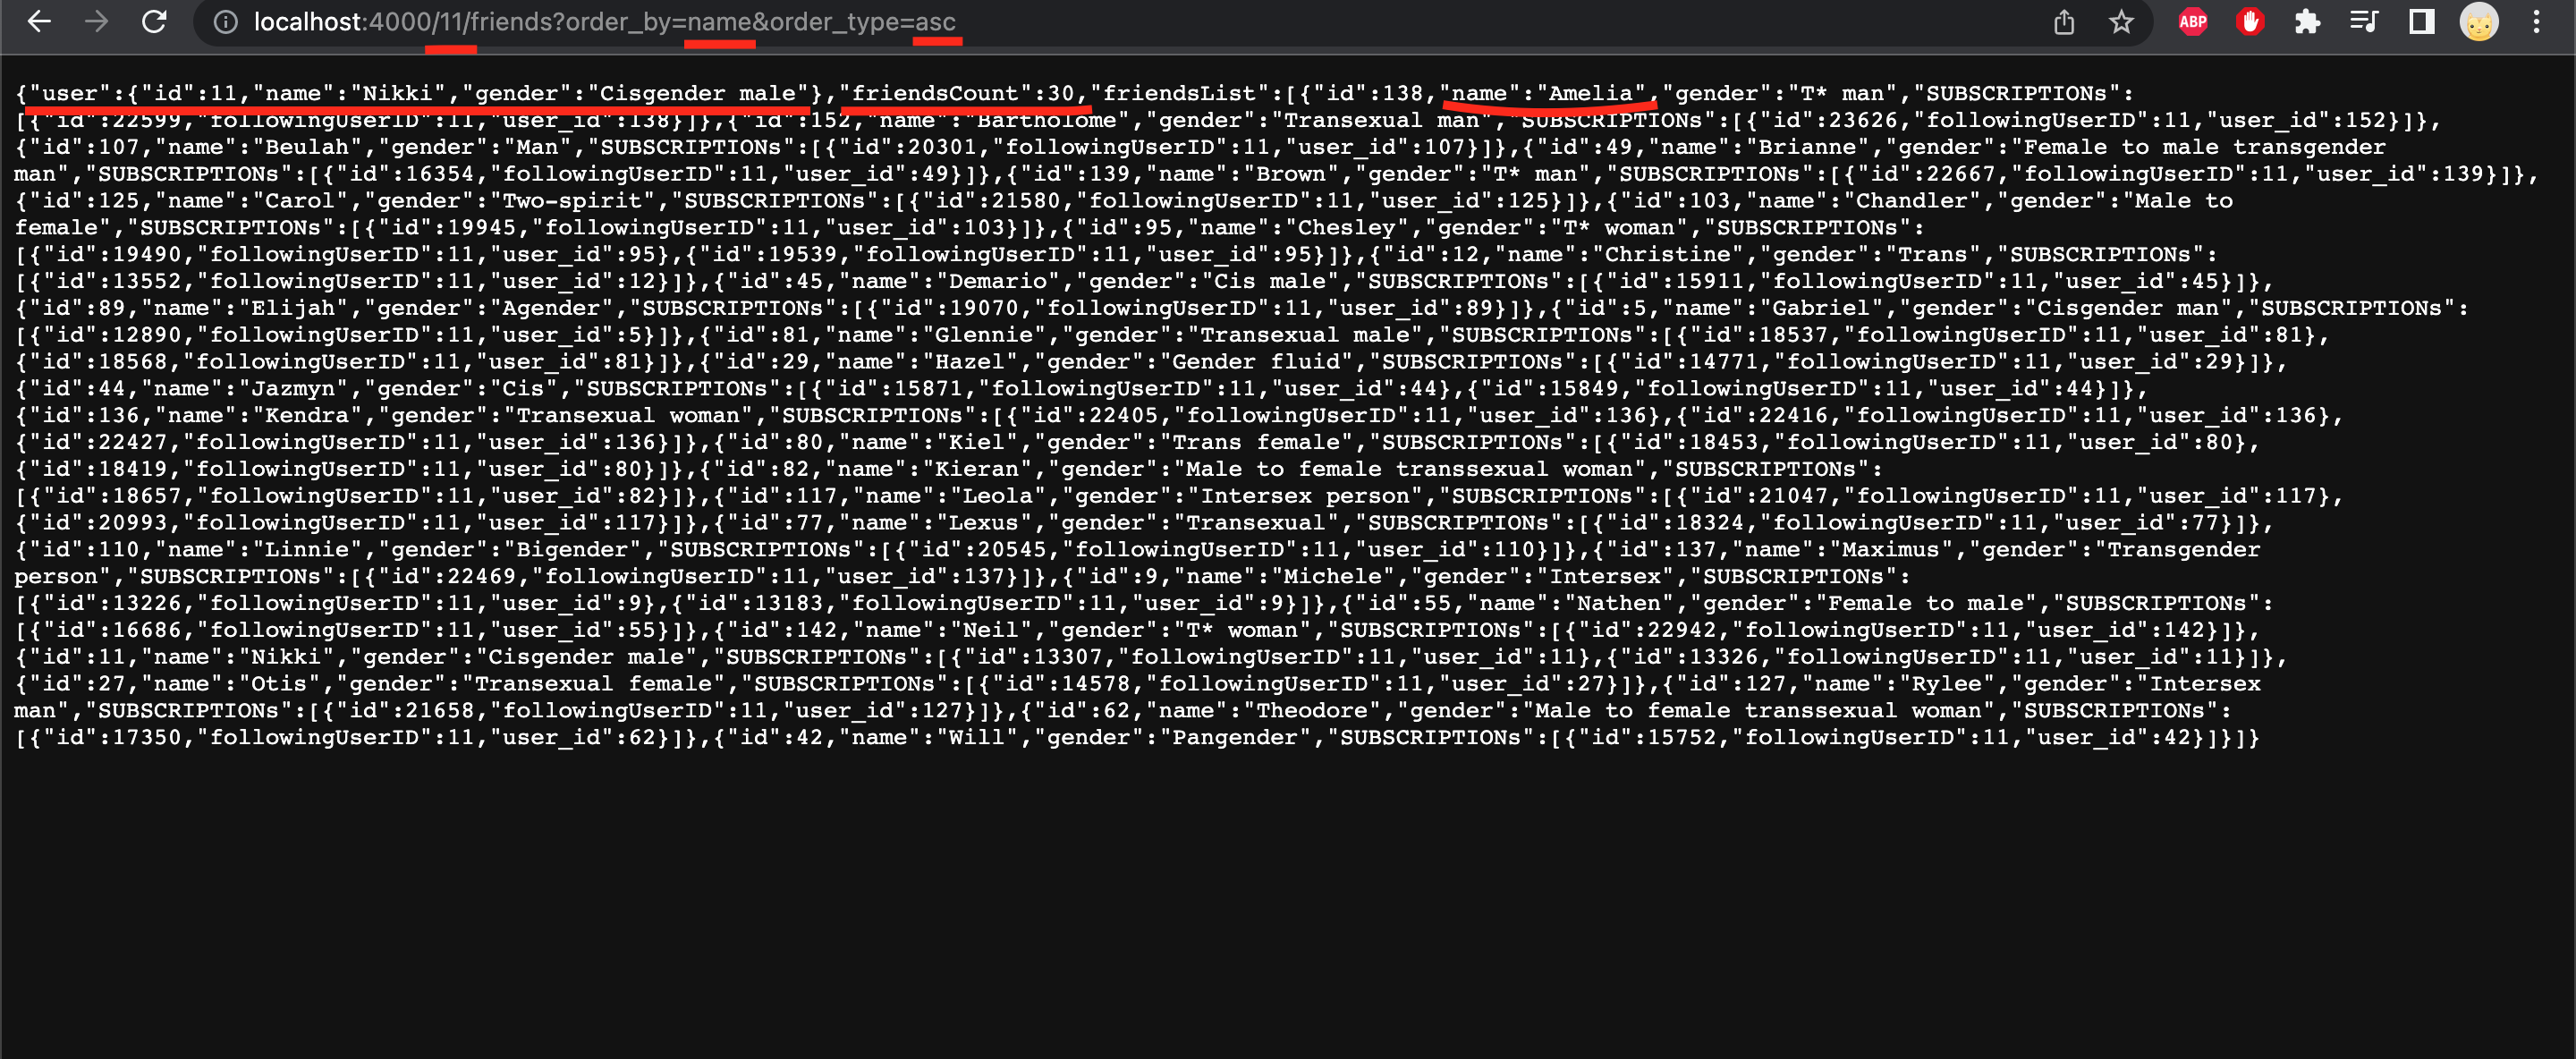 localhost:4000/11/friends?order_by=name&order_type=asc
ABP
{"user":{"id":11,"name":"Nikki","gender":"Cisgender male"},"friendsCount":30,"friendsList":[{"id":138,"name":"Amelia","gender":"T* man","SUBSCRIPTIONs":
[{"id":22599,"followingUserID":11,"user_id":138}]},{"id":152,"name":"Bartholome","gender":"Transexual man","SUBSCRIPTIONs":[{"id":23626,"followingUserID":11,"user_id":152}]},
{"id":107,"name":"Beulah","gender":"Man","SUBSCRIPTIONs":[{"id":20301,"followingUserID":11,"user_id":107}]},{"id":49,"name":"Brianne","gender":"Female to male transgender
man","SUBSCRIPTIONs":[{"id":16354,"followingUserID":11,"user_id":49}]},{"id":139,"name":"Brown","gender":"T* man","SUBSCRIPTIONs":[{"id":22667,"followingUserID":11,"user_id":139}]},
{"id":125,"name":"Carol","gender":"Two-spirit","SUBSCRIPTIONs":[{"id":21580,"followingUserID":11,"user_id":125}]},{"id":103,"name":"Chandler","gender":"Male to
female","SUBSCRIPTIONs":[{"id":19945,"followingUserID":11,"user_id":103}]},{"id":95,"name":"Chesley","gender":"T* woman","SUBSCRIPTIONs":
[{"id":19490,"followingUserID":11,"user_id":95},{"id":19539,"followingUserID":11,"user_id":95}]},{"id":12,"name":"Christine","gender":"Trans","SUBSCRIPTIONs":
[{"id":13552,"followingUserID":11,"user_id":12}]},{"id":45,"name":"Demario","gender":"Cis male","SUBSCRIPTIONs":[{"id":15911,"followingUserID":11,"user_id":45}]},
{"id":89,"name":"Elijah","gender":"Agender","SUBSCRIPTIONs":[{"id":19070,"followingUserID":11,"user_id":89}]},{"id":5,"name":"Gabriel","gender":"Cisgender man","SUBSCRIPTIONs":
[{"id":12890,"followingUserID":11,"user_id":5}]},{"id":81,"name":"Glennie","gender":"Transexual male","SUBSCRIPTIONs":[{"id":18537,"followingUserID":11,"user_id":81},
{"id":18568,"followingUserID":11,"user_id":81}]},{"id":29,"name":"Hazel","gender":"Gender fluid","SUBSCRIPTIONs":[{"id":14771,"followingUserID":11,"user_id":29}]},
{"id":44,"name":"Jazmyn","gender":"Cis","SUBSCRIPTIONs":[{"id":15871,"followingUserID":11,"user_id":44},{"id":15849,"followingUserID":11,"user_id":44}]},
{"id":136,"name":"Kendra","gender":"Transexual woman","SUBSCRIPTIONs":[{"id":22405,"followingUserID":11,"user_id":136},{"id":22416,"followingUserID":11,"user_id":136},
{"id":22427,"followingUserID":11,"user_id":136}]},{"id":80,"name":"Kiel","gender":"Trans female","SUBSCRIPTIONs":[{"id":18453,"followingUserID":11,"user_id":80},
{"id":18419,"followingUserID":11,"user_id":80}]},{"id":82,"name":"Kieran","gender":"Male to female transsexual woman","SUBSCRIPTIONs":
[{"id":18657,"followingUserID":11,"user_id":82}]},{"id":117,"name":"Leola","gender":"Intersex person","SUBSCRIPTIONs":[{"id":21047,"followingUserID":11,"user_id":117},
{"id":20993,"followingUserID":11,"user_id":117}]},{"id":77,"name":"Lexus","gender":"Transexual","SUBSCRIPTIONs":[{"id":18324,"followingUserID":11,"user_id":77}]},
{"id":110,"name":"Linnie","gender":"Bigender","SUBSCRIPTIONs":[{"id":20545,"followingUserID":11,"user_id":110}]},{"id":137,"name":"Maximus","gender":"Transgender
person","SUBSCRIPTIONs":[{"id":22469,"followingUserID":11,"user_id":137}]},{"id":9,"name":"Michele","gender":"Intersex","SUBSCRIPTIONs":
[{"id":13226,"followingUserID":11,"user_id":9},{"id":13183,"followingUserID":11,"user_id":9}]},{"id":55,"name":"Nathen","gender":"Female to male","SUBSCRIPTIONs":
[{"id":16686,"followingUserID":11,"user_id":55}]},{"id":142,"name":"Neil","gender":"T* woman","SUBSCRIPTIONs":[{"id":22942,"followingUserID":11,"user_id":142}]},
{"id":11,"name":"Nikki","gender":"Cisgender male","SUBSCRIPTIONs":[{"id":13307,"followingUserID":11,"user_id":11},{"id":13326,"followingUserID":11,"user_id":11}]},
{"id":27,"name":"Otis","gender":"Transexual female","SUBSCRIPTIONs":[{"id":14578,"followingUserID":11,"user_id":27}]},{"id":127,"name":"Rylee","gender":"Intersex
man","SUBSCRIPTIONs":[{"id":21658,"followingUserID":11,"user_id":127}]},{"id":62,"name":"Theodore","gender":"Male to female transsexual woman","SUBSCRIPTIONs":
[{"id":17350,"followingUserID":11,"user_id":62}]},{"id":42,"name":"Will","gender":"Pangender","SUBSCRIPTIONs":[{"id":15752,"followingUserID":11,"user_id":42}]}]}